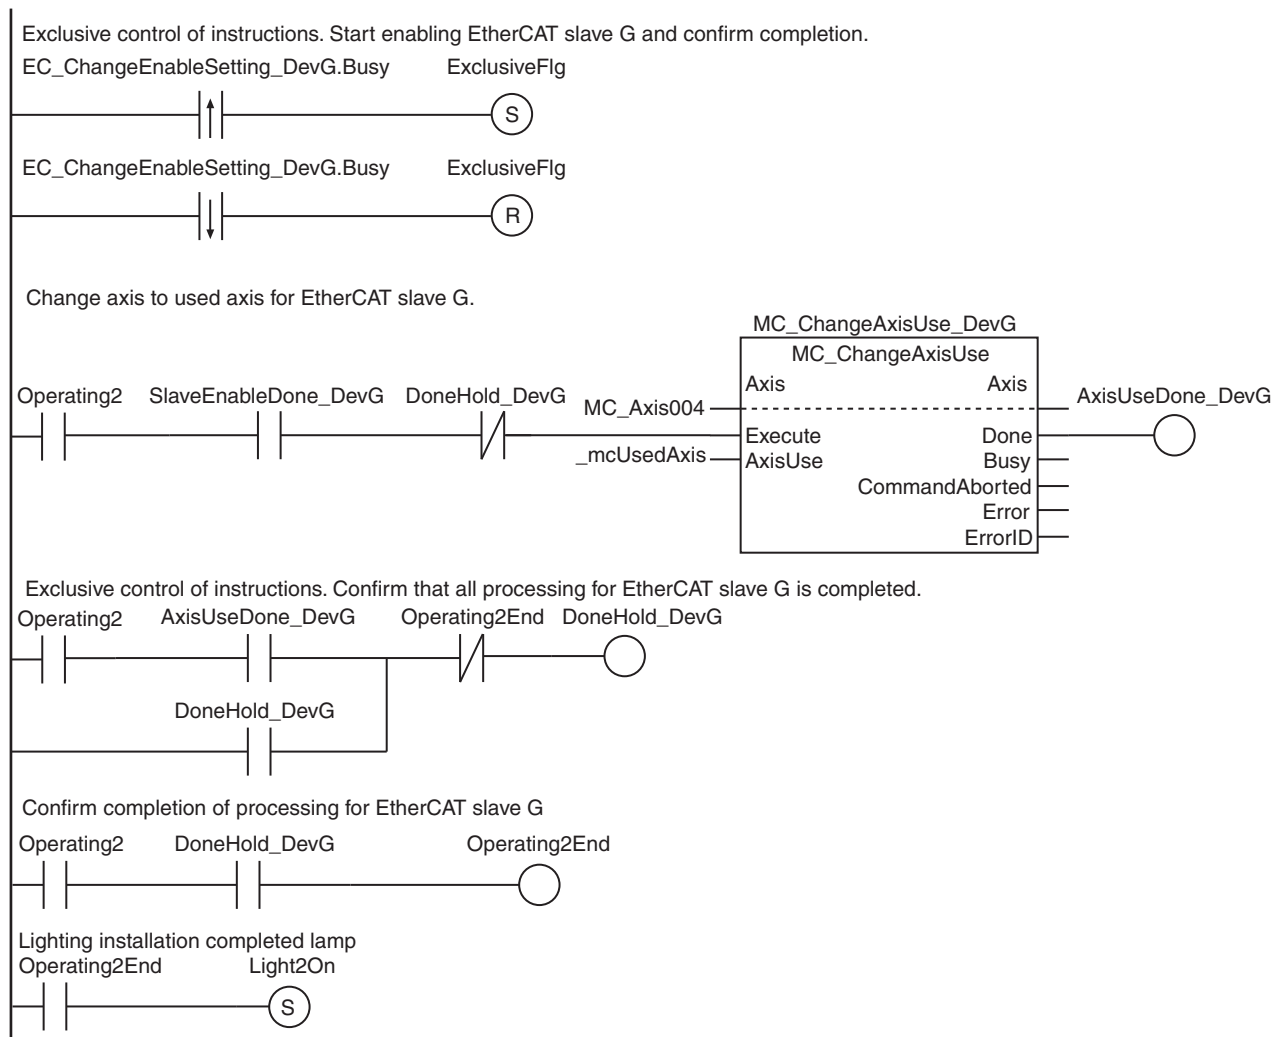 Exclusive control of instructions. Start enabling EtherCAT slave G and confirm completion.
EC_ChangeEnableSetting_DevG.Busy ExclusiveFlg
S
EC_ChangeEnableSetting_DevG.Busy ExclusiveFlg
R
Change axis to used axis for EtherCAT slave G.
MC_ChangeAxisUse_DevG
MC_ChangeAxisUse
Axis Axis
Operating2 SlaveEnableDone_DevG DoneHold_DevG MC_Axis004 AxisUseDone_DevG
Execute Done
_mcUsedAxis AxisUse Busy
CommandAborted
Error
ErrorID
Exclusive control of instructions. Confirm that all processing for EtherCAT slave G is completed.
Operating2 AxisUseDone_DevG Operating2End DoneHold_DevG
DoneHold_DevG
Confirm completion of processing for EtherCAT slave G
Operating2 DoneHold_DevG Operating2End
Lighting installation completed lamp
Operating2End Light2On
S